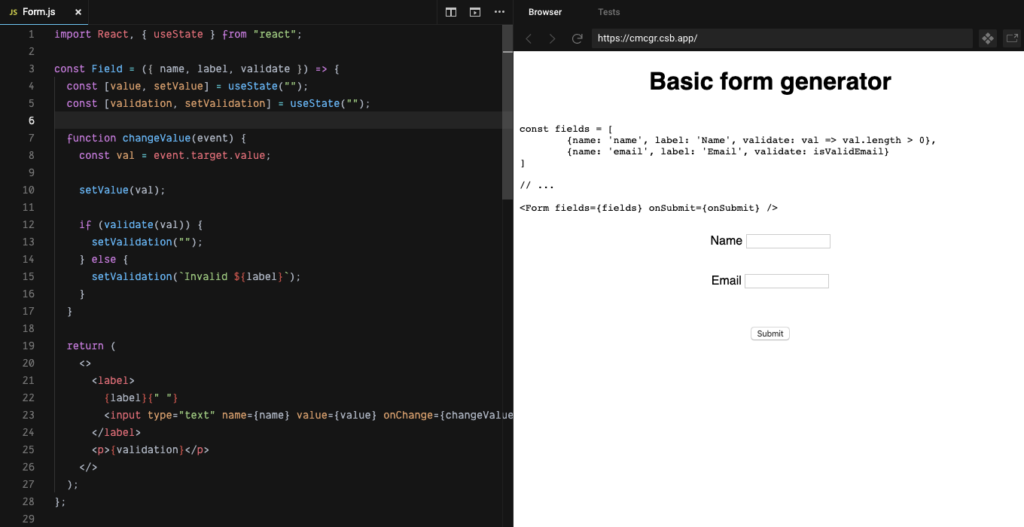 JS Form.js ×
1 import React, { useState } from "react";
2
3 const Field = ({ name, label, validate }) => {
4   const [value, setValue] = useState("");
5   const [validation, setValidation] = useState("");
6
7   function changeValue(event) {
8     const val = event.target.value;
9
10     setValue(val);
11
12     if (validate(val)) {
13       setValidation("");
14     } else {
15       setValidation(`Invalid ${label}`);
16     }
17   }
18
19   return (
20     <>
21       <label>
22         {label}{" "}
23         <input type="text" name={name} value={value} onChange={changeValue
24       </label>
25       <p>{validation}</p>
26     </>
27   );
28 };
29
Browser Tests
https://cmcgr.csb.app/
Basic form generator
const fields = [
        {name: 'name', label: 'Name', validate: val => val.length > 0},
        {name: 'email', label: 'Email', validate: isValidEmail}
]
// ...
<Form fields={fields} onSubmit={onSubmit} />
Name
Email
Submit